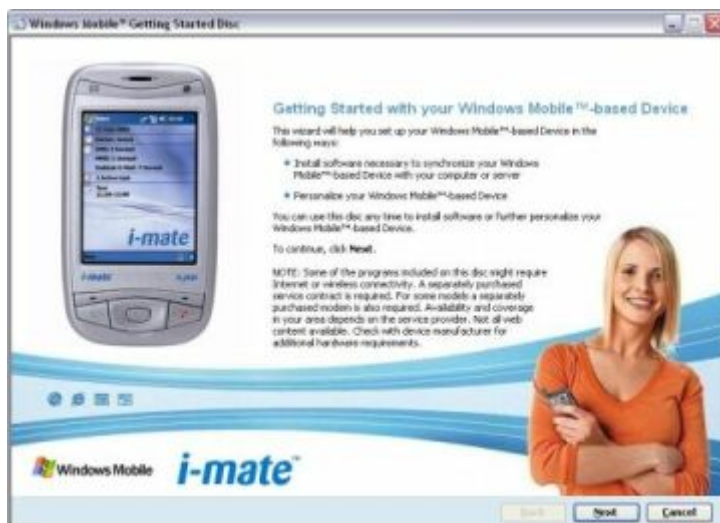 Windows Mobile™ Getting Started Disc
Getting Started with your Windows Mobile™-based Device
This wizard will help you set up your Windows Mobile™-based Device in the
following ways:
Install software necessary to synchronize your Windows
Mobile™-based Device with your computer or server
Personalize your Windows Mobile™-based Device
You can use this disc any time to install software or further personalize your
Windows Mobile™-based Device.
To continue, click Next.
NOTE: Some of the programs included on this disc might require
Internet or wireless connectivity. A separately purchased
service contract is required. For some models a separately
purchased modem is also required. Availability and coverage
in your area depends on the service provider. Not all web
content available. Check with device manufacturer for
additional hardware requirements.
i-mate
i-mate
Windows Mobile
i-mate™
Back
Next
Cancel